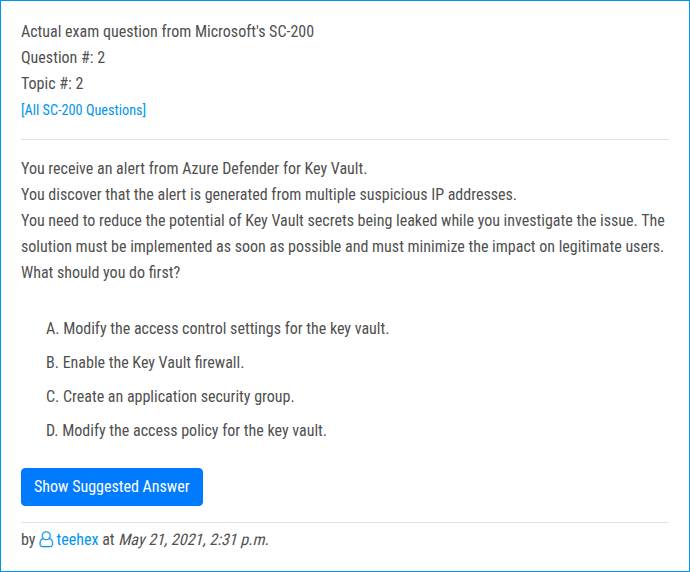 Actual exam question from Microsoft's SC-200
Question #: 2
Topic #: 2
[All SC-200 Questions]
You receive an alert from Azure Defender for Key Vault.
You discover that the alert is generated from multiple suspicious IP addresses.
You need to reduce the potential of Key Vault secrets being leaked while you investigate the issue. The
solution must be implemented as soon as possible and must minimize the impact on legitimate users.
What should you do first?
A. Modify the access control settings for the key vault.
B. Enable the Key Vault firewall.
C. Create an application security group.
D. Modify the access policy for the key vault.
Show Suggested Answer
by teehex at May 21, 2021, 2:31 p.m.